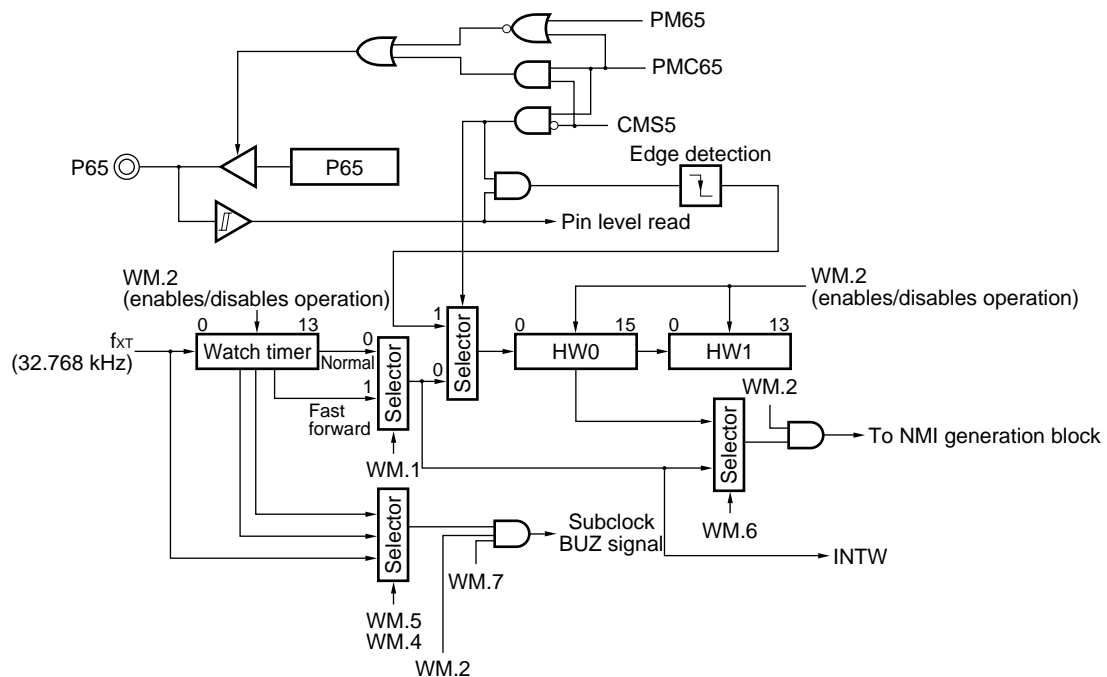 PM65
PMC65
CMS5
Edge detection
P65
P65
Pin level read
WM.2
(enables/disables operation)
WM.2
(enables/disables operation)
0 13
0
1
0 15
0 13
fXT
(32.768 kHz)
Watch timer
Normal
Selector
Selector
HW0
HW1
1
0
Fast
forward
WM.2
WM.1
Selector
To NMI generation block
Selector
Subclock
BUZ signal
WM.6
INTW
WM.7
WM.5
WM.4
WM.2